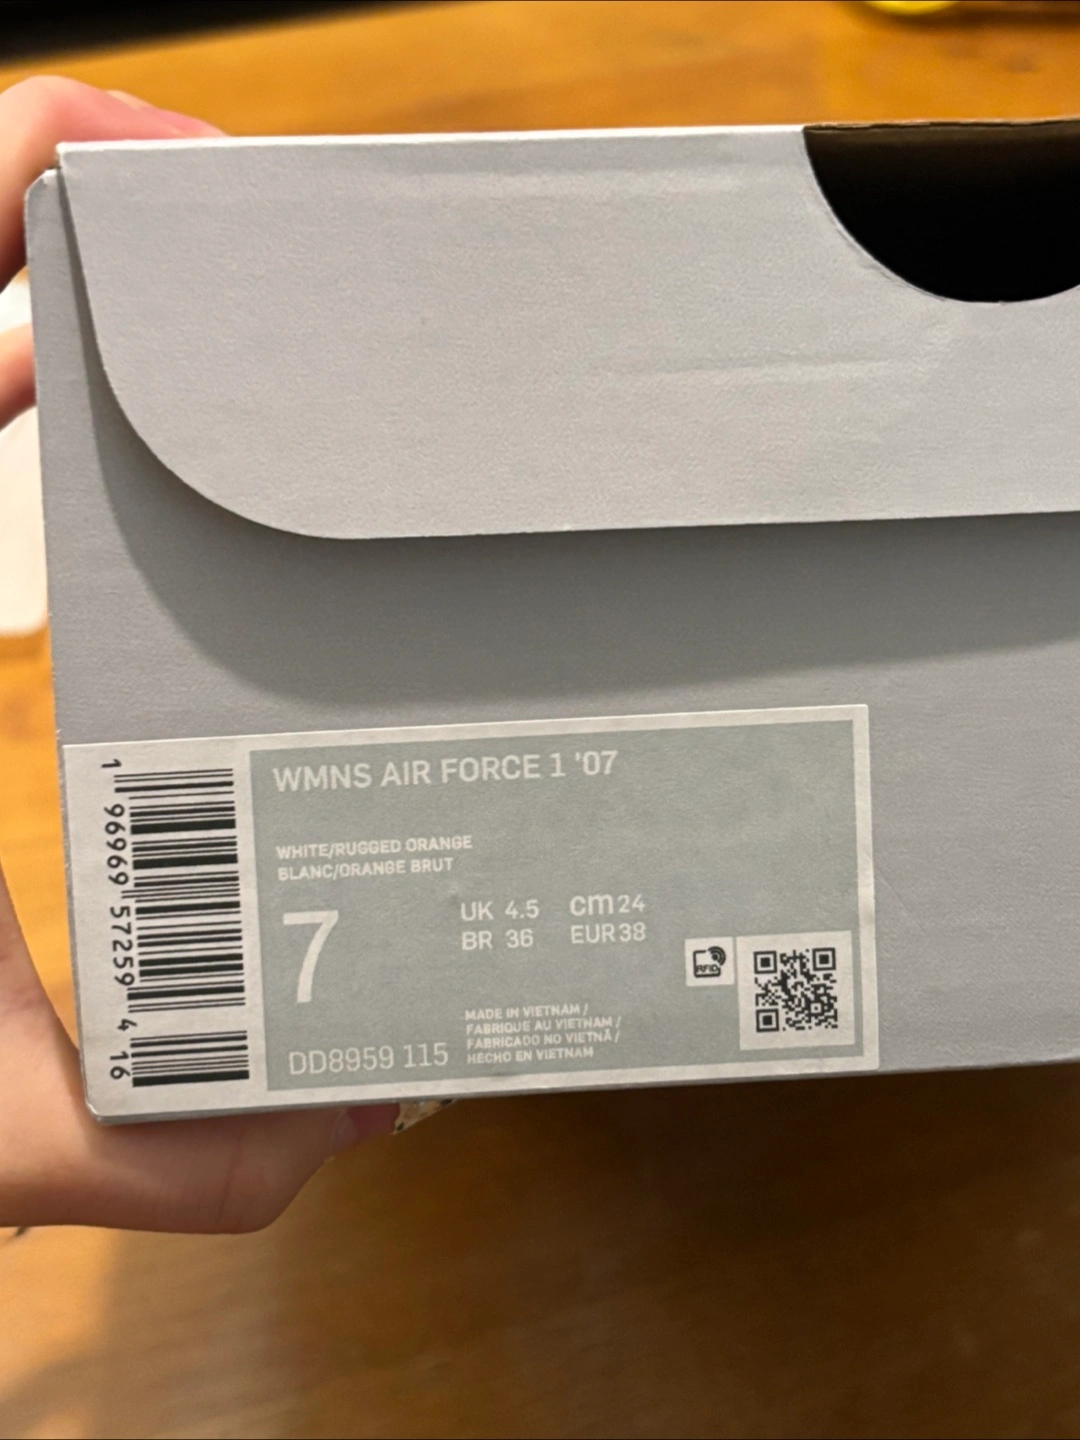 WMNS AIR FORCE 1 '07
WHITE/RUGGED ORANGE
BLANC/ORANGE BRUT
7
UK 4.5 cm 24
BR 36 EUR 38
RFID
DD8959 115
MADE IN VIETNAM /
FABRIQUE AU VIETNAM /
FABRICADO NO VIETNÃ /
HECHO EN VIETNAM
1 96969 57259 4 16